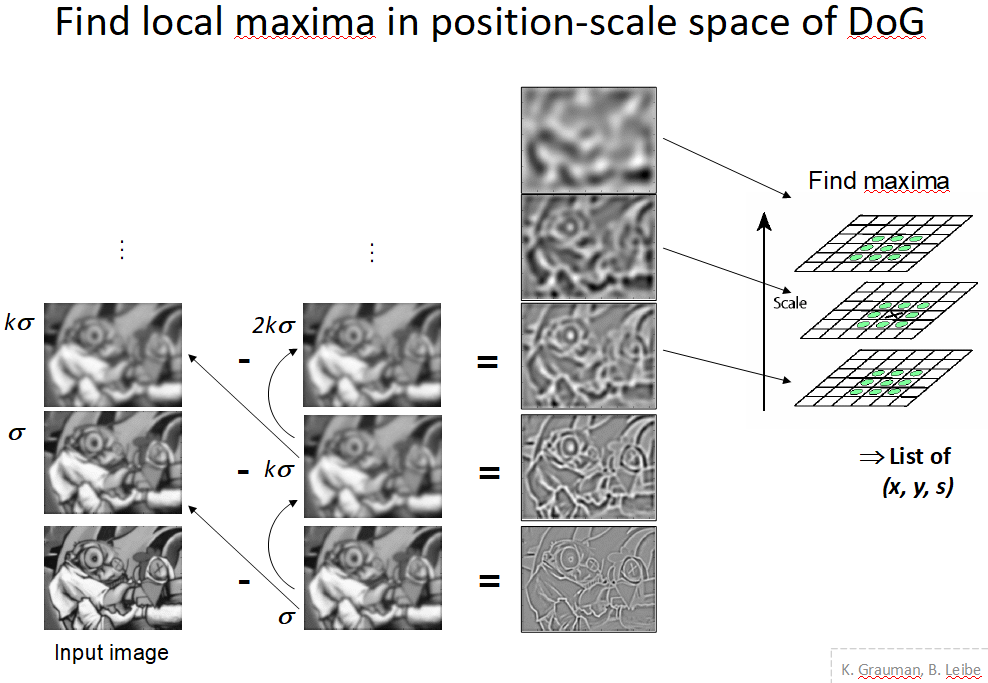 Find local maxima in position-scale space of DoG
Find maxima
Scale
⋮
⋮
kσ
2kσ
-
=
σ
-
kσ
=
-
=
σ
Input image
⇒ List of
(x, y, s)
K. Grauman, B. Leibe